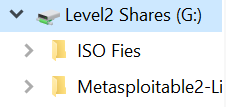 Level2 Shares (G:)
ISO Fies
Metasploitable2-Li